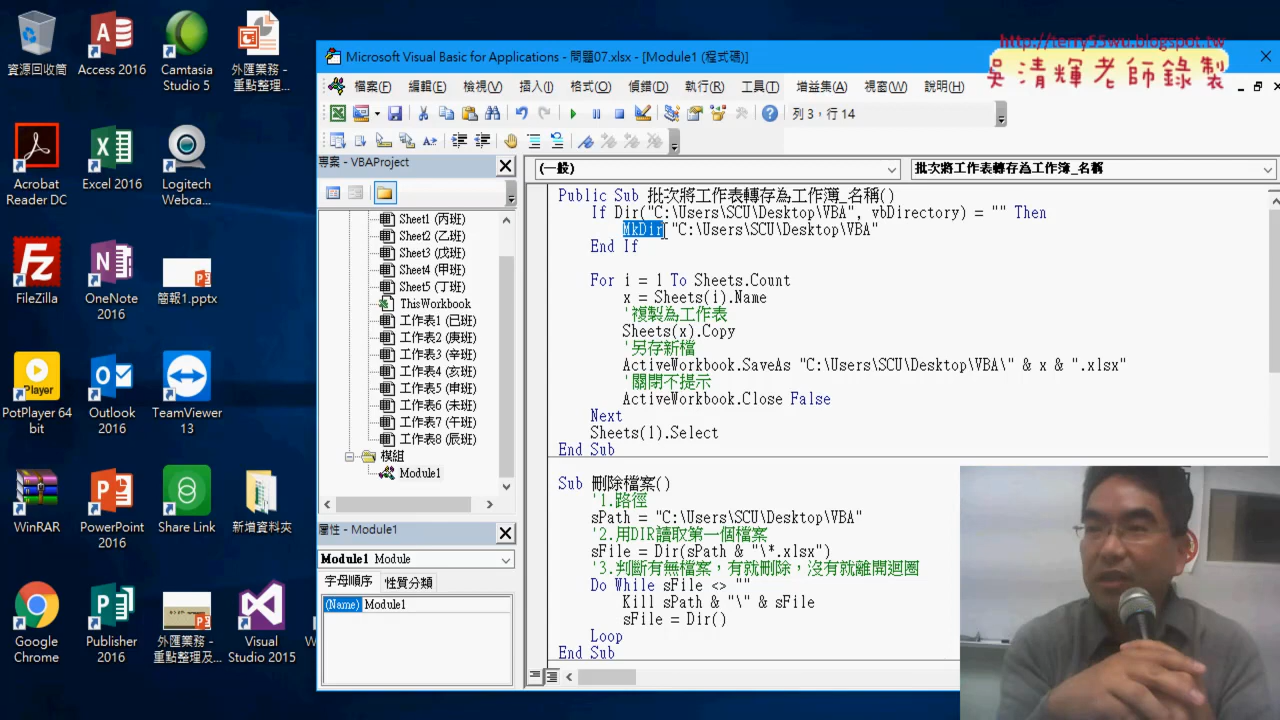 http://terry55wu.blogspot.tw
吳清輝老師錄製
資源回收筒
Access 2016
Camtasia
Studio 5
外匯業務 -
重點整理...
Acrobat
Reader DC
Excel 2016
Logitech
Webca...
FileZilla
OneNote
2016
簡報1.pptx
PotPlayer 64
bit
Outlook
2016
TeamViewer
13
WinRAR
PowerPoint
2016
Share Link
新增資料夾
Google
Chrome
Publisher
2016
外匯業務 -
重點整理及...
Visual
Studio 2015
Microsoft Visual Basic for Applications - 問題07.xlsx - [Module1 (程式碼)]
檔案(F) 編輯(E) 檢視(V) 插入(I) 格式(O) 偵錯(D) 執行(R) 工具(T) 增益集(A) 視窗(W) 說明(H)
列 3，行 14
專案 - VBAProject
Sheet1 (丙班)
Sheet2 (乙班)
Sheet3 (戊班)
Sheet4 (甲班)
Sheet5 (丁班)
ThisWorkbook
工作表1 (己班)
工作表2 (庚班)
工作表3 (辛班)
工作表4 (亥班)
工作表5 (申班)
工作表6 (未班)
工作表7 (午班)
工作表8 (辰班)
模組
Module1
屬性 - Module1
Module1 Module
字母順序 性質分類
(Name) Module1
(一般) 批次將工作表轉存為工作簿_名稱
Public Sub 批次將工作表轉存為工作簿_名稱()
If Dir("C:\Users\SCU\Desktop\VBA", vbDirectory) = "" Then
MkDir "C:\Users\SCU\Desktop\VBA"
End If
For i = 1 To Sheets.Count
x = Sheets(i).Name
'複製為工作表
Sheets(x).Copy
'另存新檔
ActiveWorkbook.SaveAs "C:\Users\SCU\Desktop\VBA\" & x & ".xlsx"
'關閉不提示
ActiveWorkbook.Close False
Next
Sheets(1).Select
End Sub
Sub 刪除檔案()
'1.路徑
sPath = "C:\Users\SCU\Desktop\VBA"
'2.用DIR讀取第一個檔案
sFile = Dir(sPath & "\*.xlsx")
'3.判斷有無檔案，有就刪除，沒有就離開迴圈
Do While sFile <> ""
Kill sPath & "\" & sFile
sFile = Dir()
Loop
End Sub